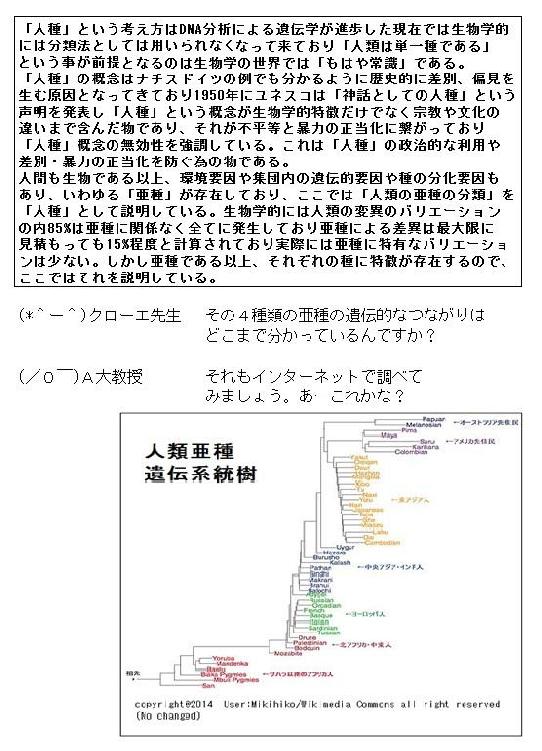 「人種」という考え方はDNA分析による遺伝学が進歩した現在では生物学的
には分類法としては用いられなくなって来ており「人類は単一種である」
という事が前提となるのは生物学の世界では「もはや常識」である。
「人種」の概念はナチスドイツの例でも分かるように歴史的に差別、偏見を
生む原因となってきており1950年にユネスコは「神話としての人種」という
声明を発表し「人種」という概念が生物学的特徴だけでなく宗教や文化の
違いまで含んだ物であり、それが不平等と暴力の正当化に繋がっており
「人種」概念の無効性を強調している。これは「人種」の政治的な利用や
差別・暴力の正当化を防ぐ為の物である。
人間も生物である以上、環境要因や集団内の遺伝的要因や種の分化要因も
あり、いわゆる「亜種」が存在しており、ここでは「人類の亜種の分類」を
「人種」として説明している。生物学的には人類の変異のバリエーション
の内85%は亜種に関係なく全てに発生しており亜種による差異は最大限に
見積もっても15%程度と計算されており実際には亜種に特有なバリエーショ
ンは少ない。しかし亜種である以上、それぞれの種に特徴が存在するので、
ここではそれを説明している。
(*＾ー＾)クローエ先生 その４種類の亜種の遺伝的なつながりは
どこまで分かっているんですか？
(／０￣)Ａ大教授 それもインターネットで調べて
みましょう。あ これかな？
人類亜種
遺伝系統樹
Papuan
Melanesian
←オーストラリア先住民
Pima
Maya
Suru
Karitiana
←アメリカ先住民
Colombias
Yakut
Oroqen
Daur
Yi
Naxi
Tu
Han
Japanese
←東アジア人
She
Lahu
Dai
Cambodian
Uygur
Hazara
Burusho
Kalash
Pathan
←中央アジア・インド人
Sindhi
Makrani
Brahui
Balochi
Adygei
Russian
Orcadian
French
Basque
←ヨーロッパ人
Italian
Sardinian
Tuscan
Druze
Palestinian
←北アフリカ・中東人
Bedouin
Mozabite
Yoruba
Mandenka
Bantu
Biaka Pygmies
←サハラ以南のアフリカ人
Mbuti Pygmies
San
祖先
copyright@2014 User:Mikihiko/Wikimedia Commons all right reserved
(No changed)